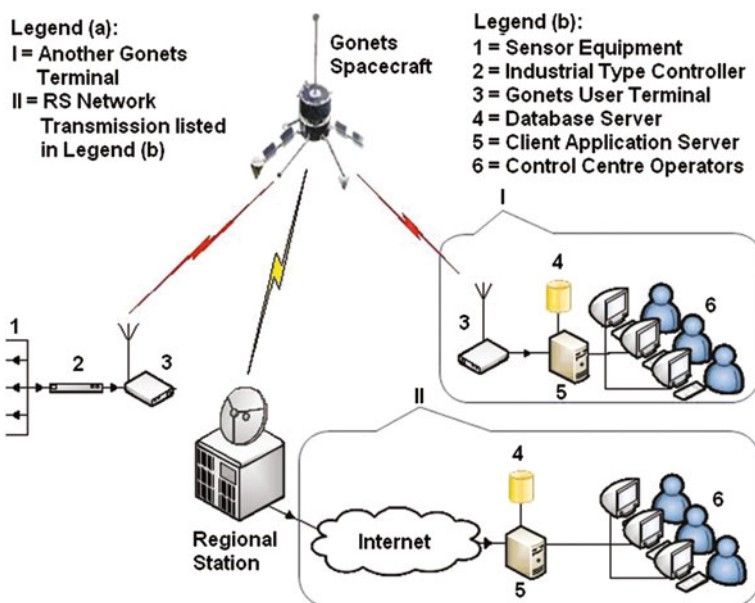 Legend (a):
I = Another Gonets
Terminal
II = RS Network
Transmission listed
in Legend (b)
Gonets
Spacecraft
Legend (b):
1 = Sensor Equipment
2 = Industrial Type Controller
3 = Gonets User Terminal
4 = Database Server
5 = Client Application Server
6 = Control Centre Operators
I
4
6
3
5
1
2
3
II
4
6
Regional
Station
Internet
5